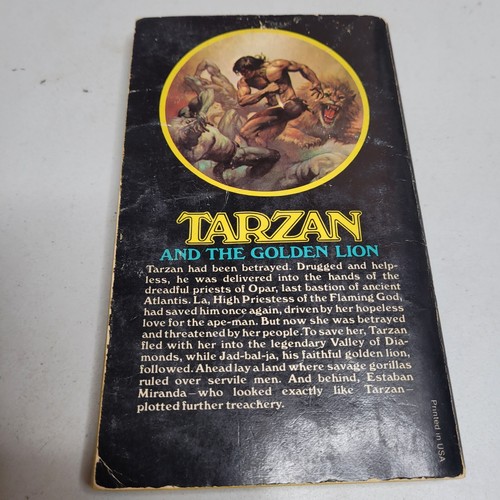 TARZAN
AND THE GOLDEN LION
Tarzan had been betrayed. Drugged and help-
less, he was delivered into the hands of the
dreadful priests of Opar, last bastion of ancient
Atlantis. La, High Priestess of the Flaming God,
had saved him once again, driven by her hopeless
love for the ape-man. But now she was betrayed
and threatened by her people. To save her, Tarzan
fled with her into the legendary Valley of Dia-
monds, while Jad-bal-ja, his faithful golden lion,
followed. Ahead lay a land where savage gorillas
ruled over servile men. And behind, Estaban
Miranda—who looked exactly like Tarzan—
plotted further treachery.
Printed in USA